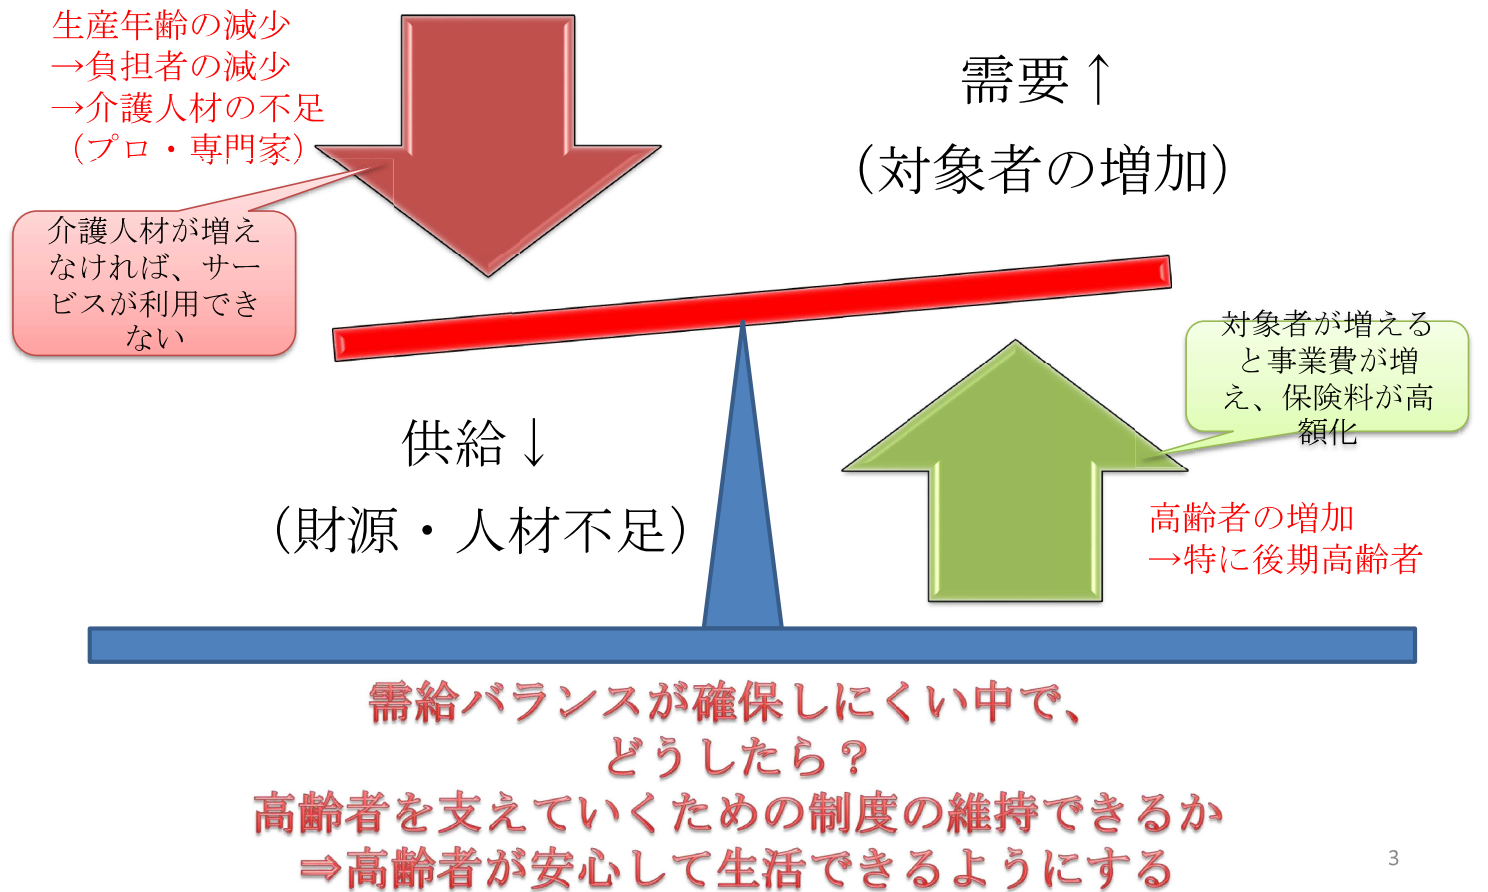 生産年齢の減少
→負担者の減少
→介護人材の不足
（プロ・専門家）
需要↑
（対象者の増加）
介護人材が増え
なければ、サー
ビスが利用でき
ない
対象者が増える
と事業費が増
え、保険料が高
額化
供給↓
（財源・人材不足）
高齢者の増加
→特に後期高齢者
需給バランスが確保しにくい中で、
どうしたら？
高齢者を支えていくための制度の維持できるか
⇒高齢者が安心して生活できるようにする
3